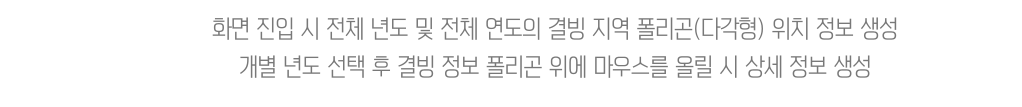 화면 진입 시 전체 년도 및 전체 연도의 결빙 지역 폴리곤(다각형) 위치 정보 생성
개별 년도 선택 후 결빙 정보 폴리곤 위에 마우스를 올릴 시 상세 정보 생성